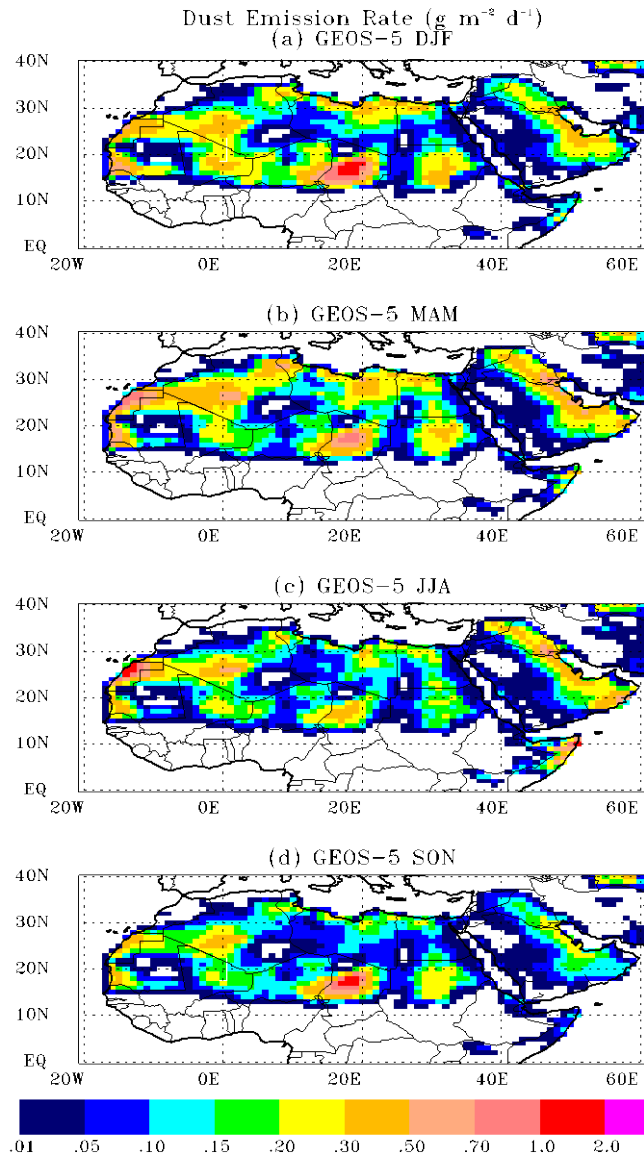 Dust Emission Rate (g m⁻² d⁻¹)
(a) GEOS-5 DJF
40N
30N
20N
10N
EQ
20W 0E 20E 40E 60E
(b) GEOS-5 MAM
40N
30N
20N
10N
EQ
20W 0E 20E 40E 60E
(c) GEOS-5 JJA
40N
30N
20N
10N
EQ
20W 0E 20E 40E 60E
(d) GEOS-5 SON
40N
30N
20N
10N
EQ
20W 0E 20E 40E 60E
.01 .05 .10 .15 .20 .30 .50 .70 1.0 2.0